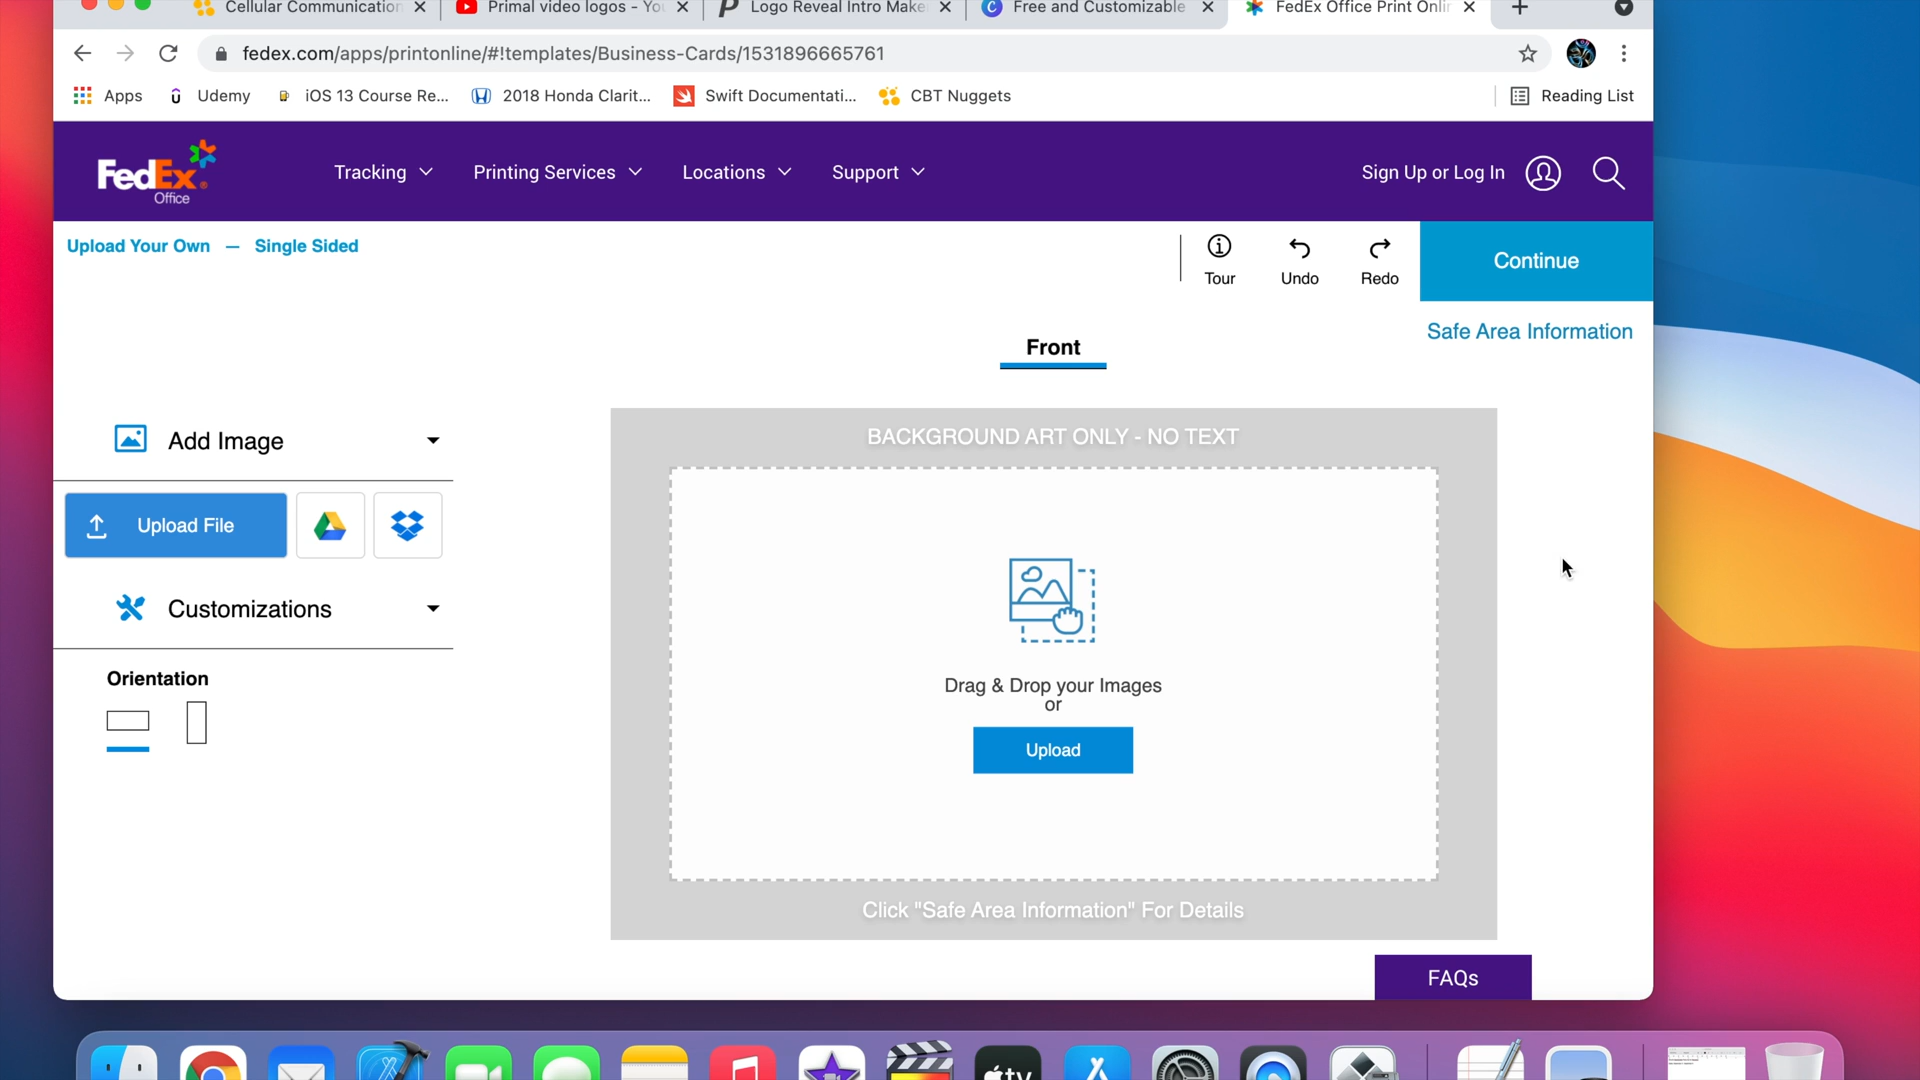 Cellular Communication
Primal video logos - You
Logo Reveal Intro Make
Free and Customizable
FedEx Office Print Onlin
fedex.com/apps/printonline/#!templates/Business-Cards/1531896665761
Apps
Udemy
iOS 13 Course Re...
2018 Honda Clarit...
Swift Documentati...
CBT Nuggets
Reading List
FedEx Office
Tracking
Printing Services
Locations
Support
Sign Up or Log In
Upload Your Own — Single Sided
Tour
Undo
Redo
Continue
Safe Area Information
Front
Add Image
BACKGROUND ART ONLY - NO TEXT
Upload File
Customizations
Orientation
Drag & Drop your Images
or
Upload
Click "Safe Area Information" For Details
FAQs
tv